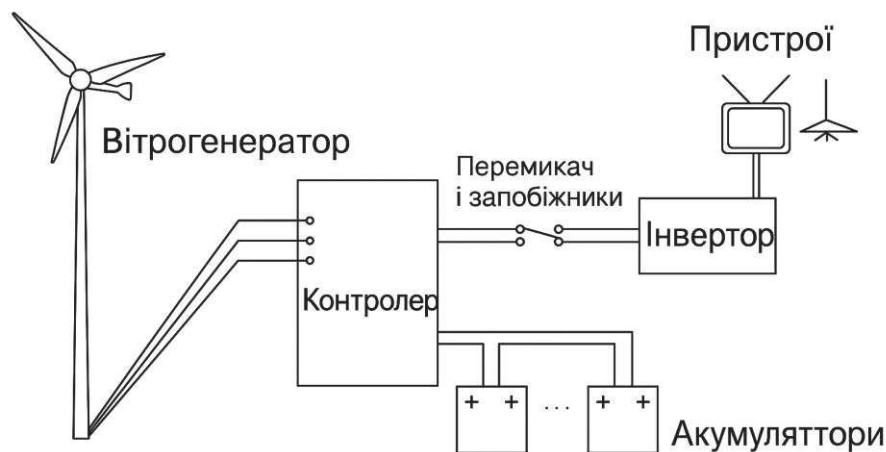 Пристрої
Вітрогенератор
Перемикач
і запобіжники
Інвертор
Контролер
+ + ... + +
Акумуляттори